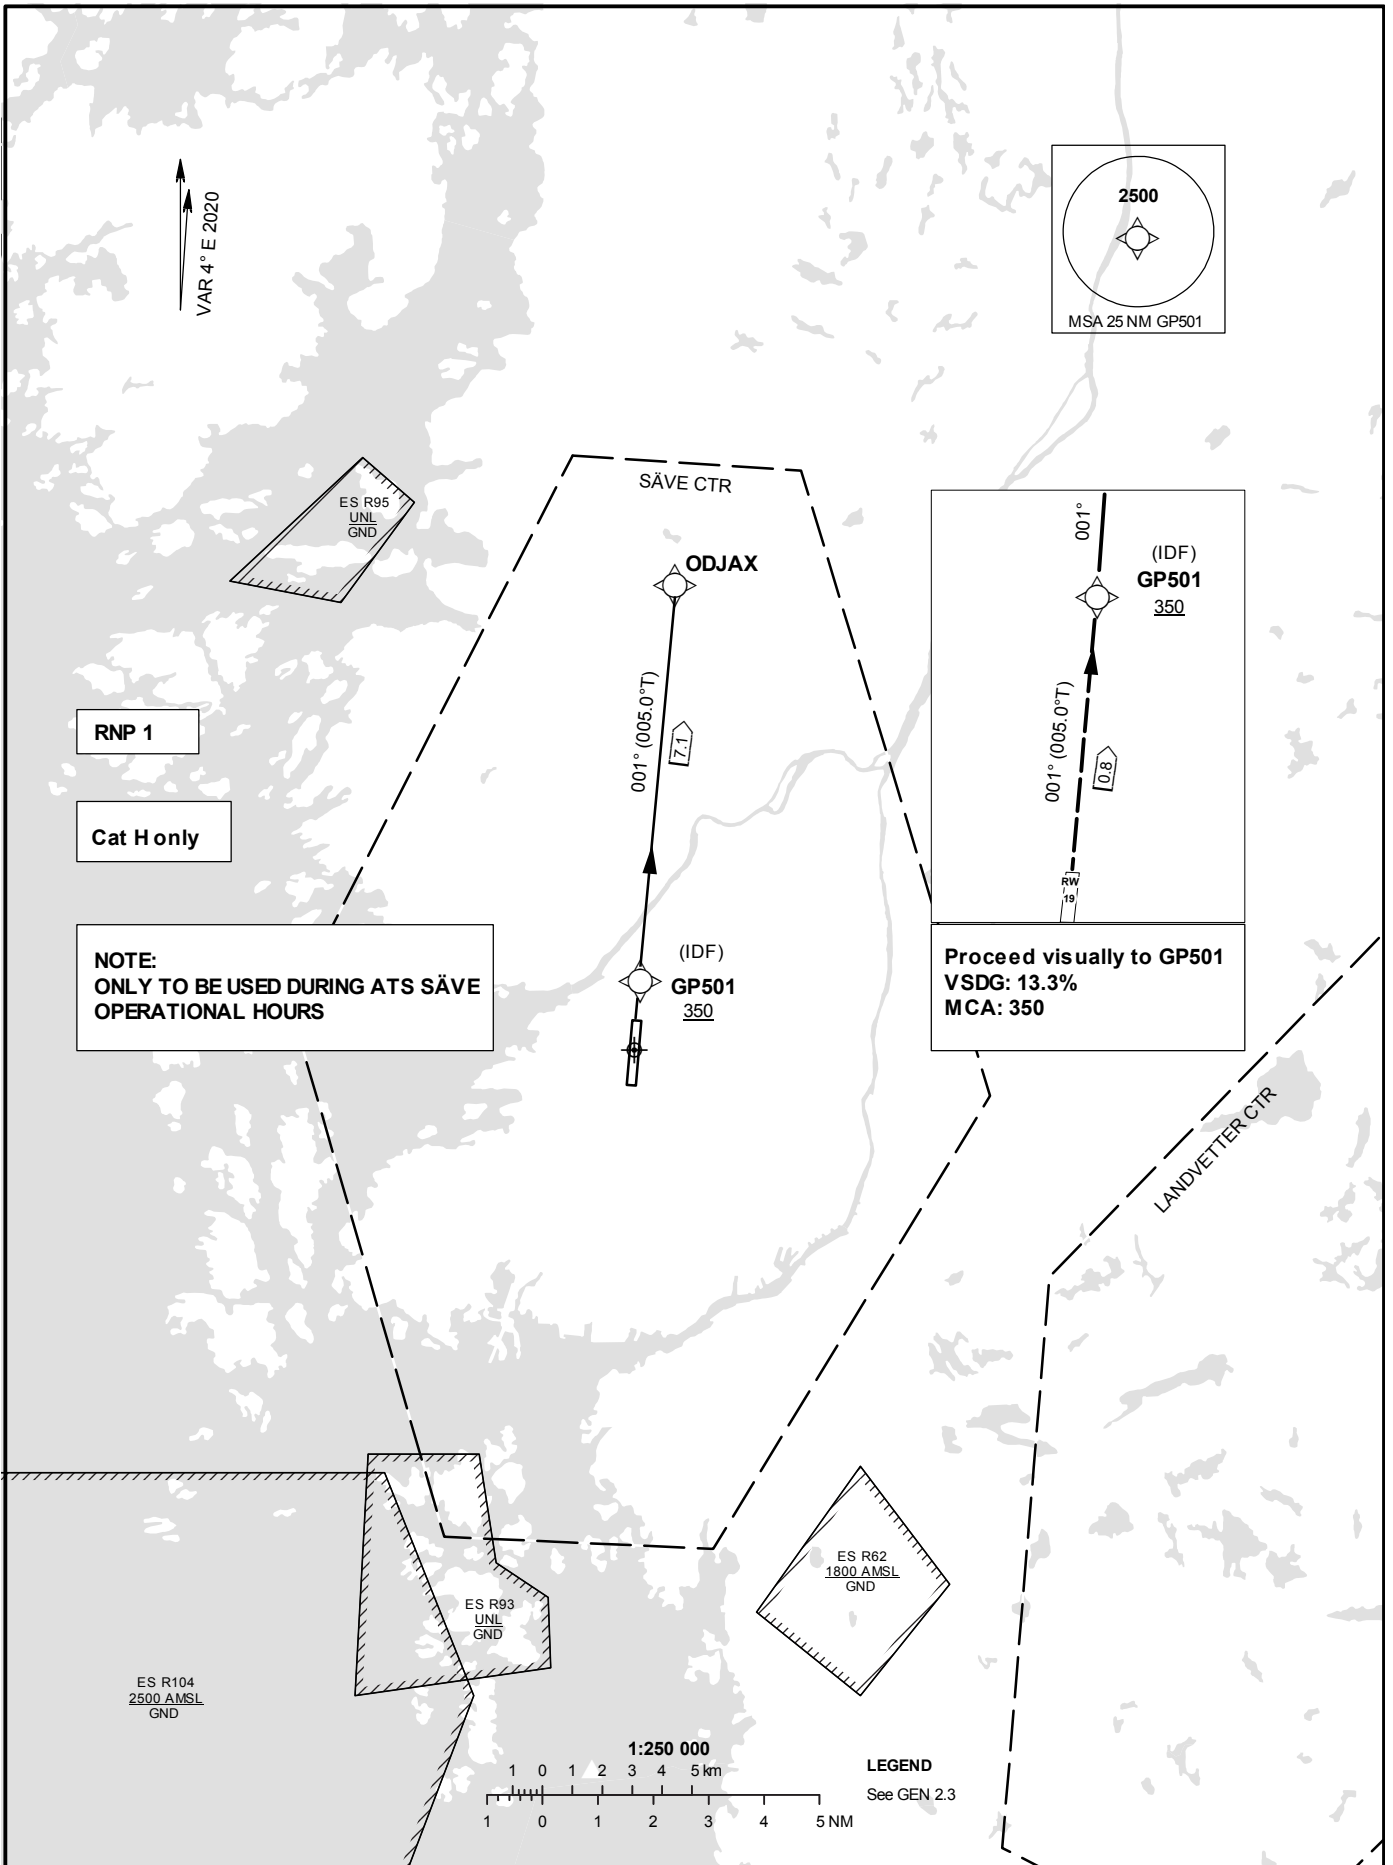 VAR 4° E 2020
2500
MSA 25 NM GP501
SÄVE CTR
ES R95
UNL
GND
ODJAX
001° (005.0°T)
7.1
001°
(IDF)
GP501
350
001° (005.0°T)
0.8
RW
19
RNP 1
Cat H only
NOTE:
ONLY TO BE USED DURING ATS SÄVE
OPERATIONAL HOURS
(IDF)
GP501
350
Proceed visually to GP501
VSDG: 13.3%
MCA: 350
LANDVETTER CTR
ES R62
1800 AMSL
GND
ES R93
UNL
GND
ES R104
2500 AMSL
GND
1:250 000
1 0 1 2 3 4 5 km
1 0 1 2 3 4 5 NM
LEGEND
See GEN 2.3